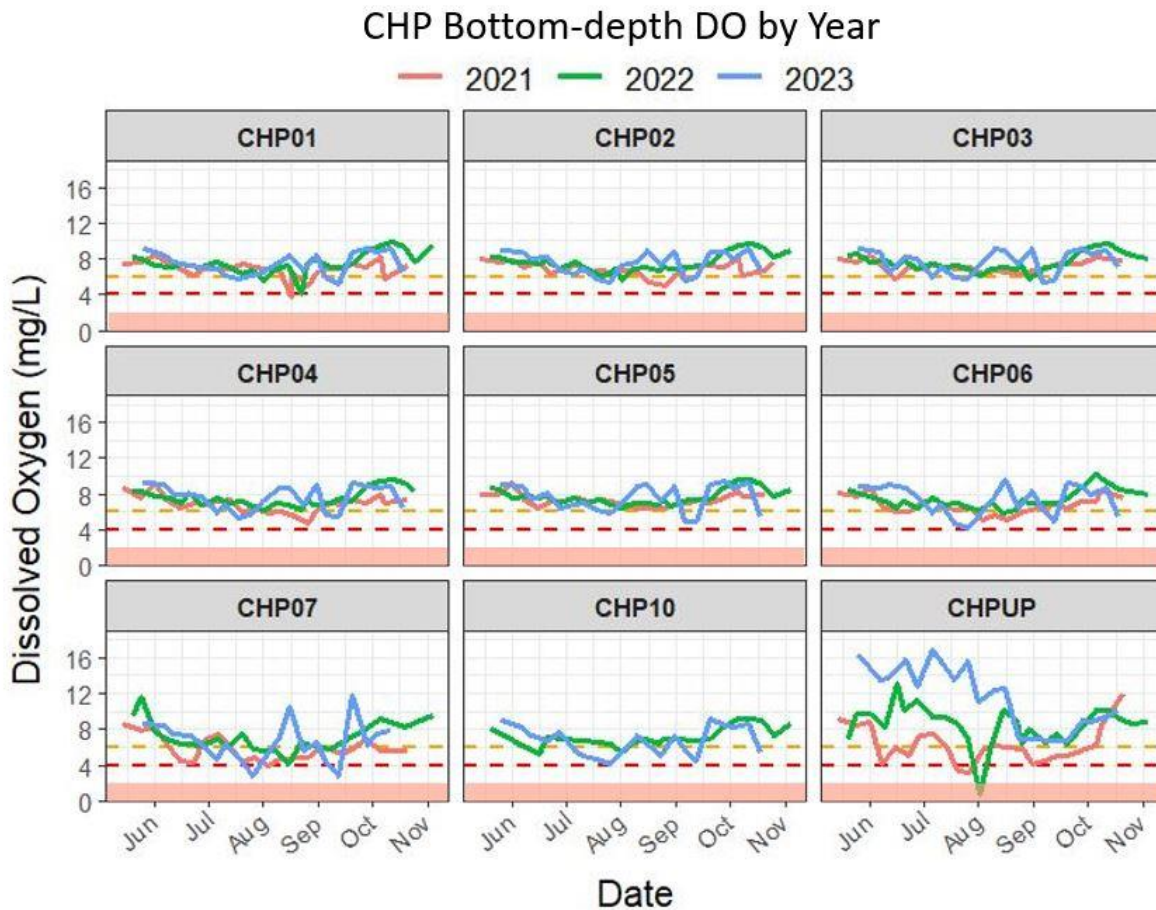 CHP Bottom-depth DO by Year
2021 2022 2023
CHP01 CHP02 CHP03
16
12
8
4
0
CHP04 CHP05 CHP06
16
12
8
4
0
CHP07 CHP10 CHPUP
16
12
8
4
0
Jun Jul Aug Sep Oct Nov Jun Jul Aug Sep Oct Nov Jun Jul Aug Sep Oct Nov
Date
Dissolved Oxygen (mg/L)